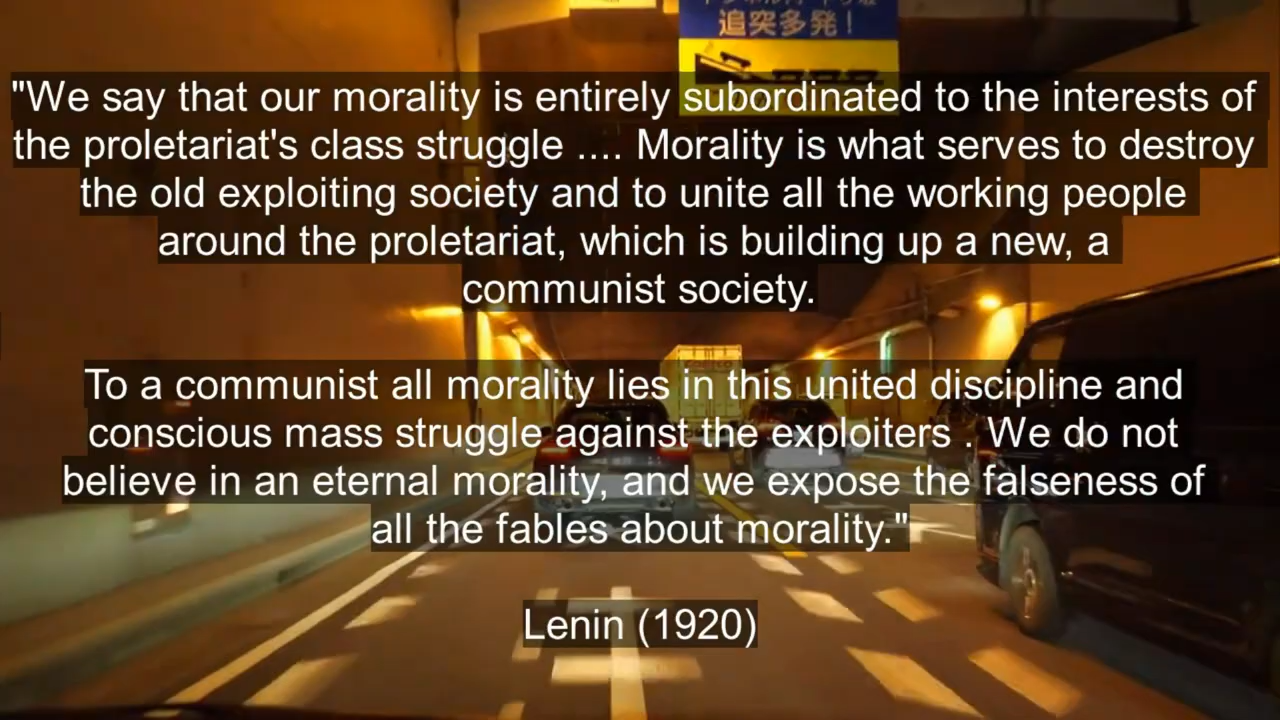 追突多発!
"We say that our morality is entirely subordinated to the interests of
the proletariat's class struggle .... Morality is what serves to destroy
the old exploiting society and to unite all the working people
around the proletariat, which is building up a new, a
communist society.
To a communist all morality lies in this united discipline and
conscious mass struggle against the exploiters . We do not
believe in an eternal morality, and we expose the falseness of
all the fables about morality."
Lenin (1920)